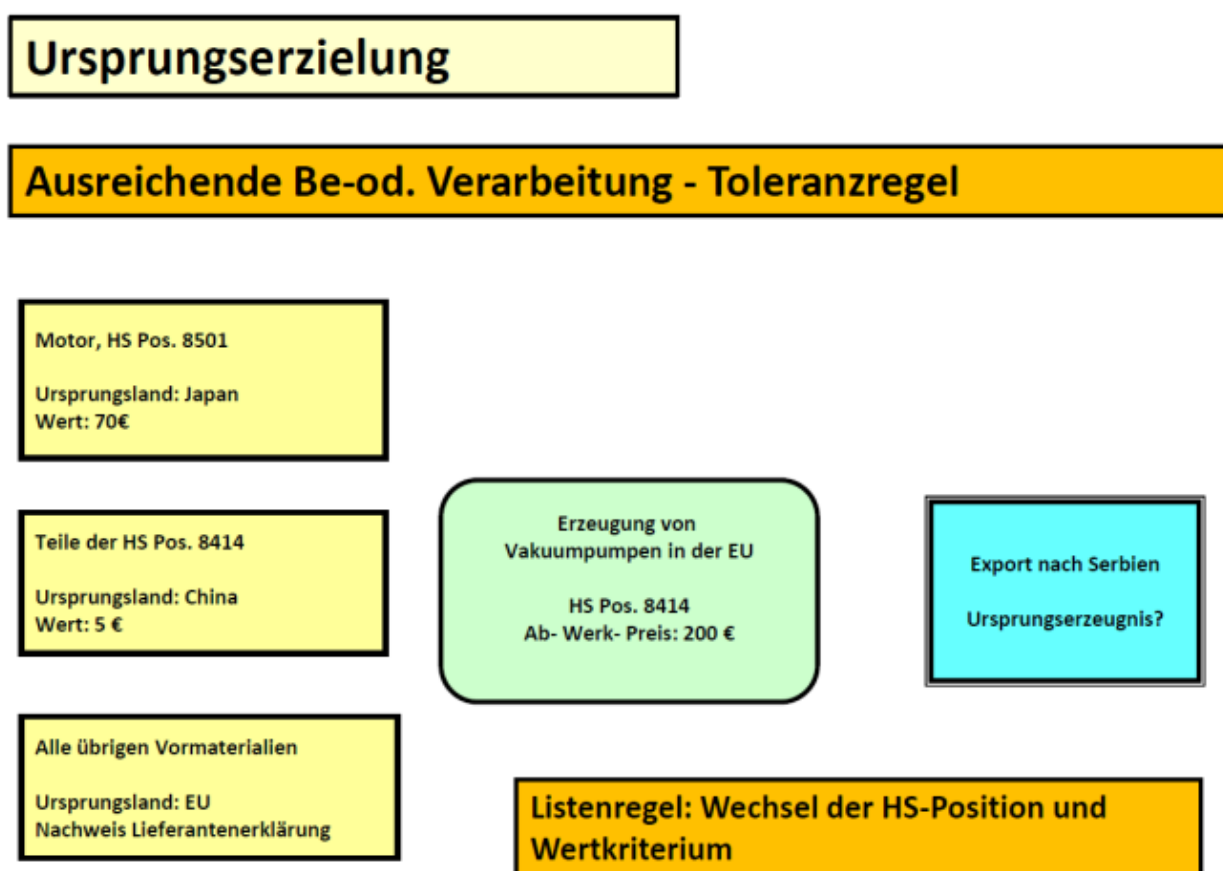 Ursprungserzielung
Ausreichende Be-od. Verarbeitung - Toleranzregel
Motor, HS Pos. 8501
Ursprungsland: Japan
Wert: 70€
Teile der HS Pos. 8414
Ursprungsland: China
Wert: 5 €
Alle übrigen Vormaterialien
Ursprungsland: EU
Nachweis Lieferantenerklärung
Erzeugung von
Vakuumpumpen in der EU
HS Pos. 8414
Ab- Werk- Preis: 200 €
Export nach Serbien
Ursprungserzeugnis?
Listenregel: Wechsel der HS-Position und
Wertkriterium